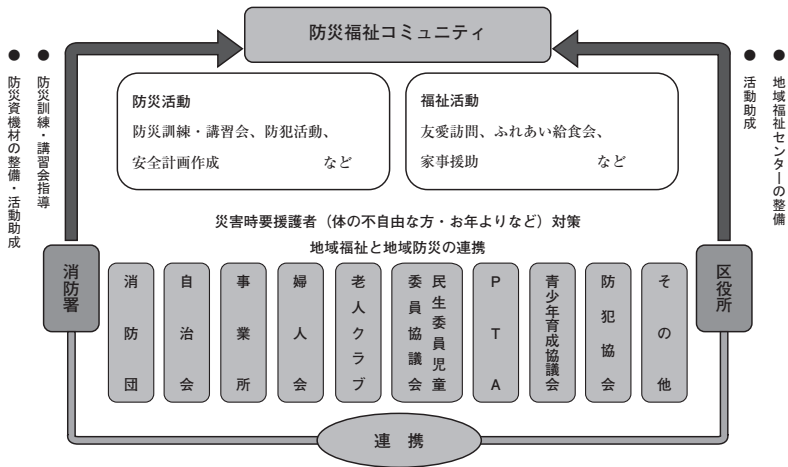 防災福祉コミュニティ
● 防災訓練・講習会指導
● 防災資機材の整備・活動助成
● 地域福祉センターの整備
● 活動助成
防災活動
防災訓練・講習会、防犯活動、
安全計画作成 など
福祉活動
友愛訪問、ふれあい給食会、
家事援助 など
災害時要援護者（体の不自由な方・お年よりなど）対策
地域福祉と地域防災の連携
消防署
消防団
自治会
事業所
婦人会
老人クラブ
民生委員児童
委員協議会
PTA
青少年育成協議会
防犯協会
その他
区役所
連 携